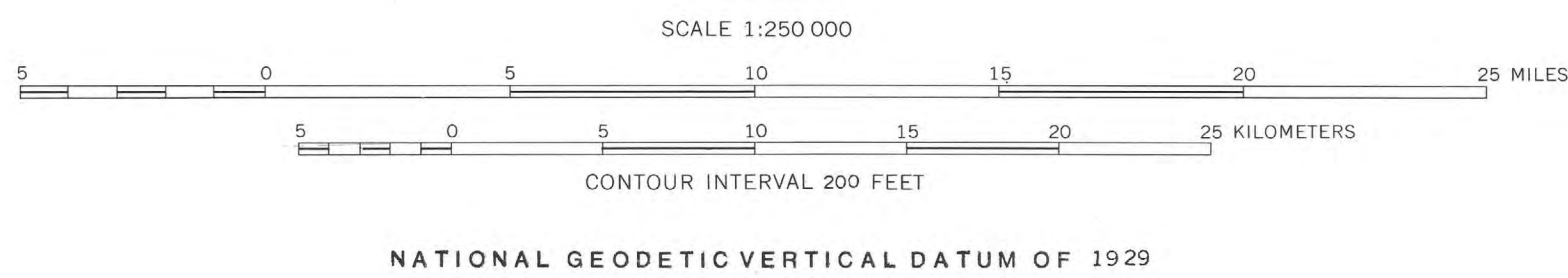 SCALE 1:250 000
5 0 5 10 15 20 25 MILES
5 0 5 10 15 20 25 KILOMETERS
CONTOUR INTERVAL 200 FEET
NATIONAL GEODETIC VERTICAL DATUM OF 1929